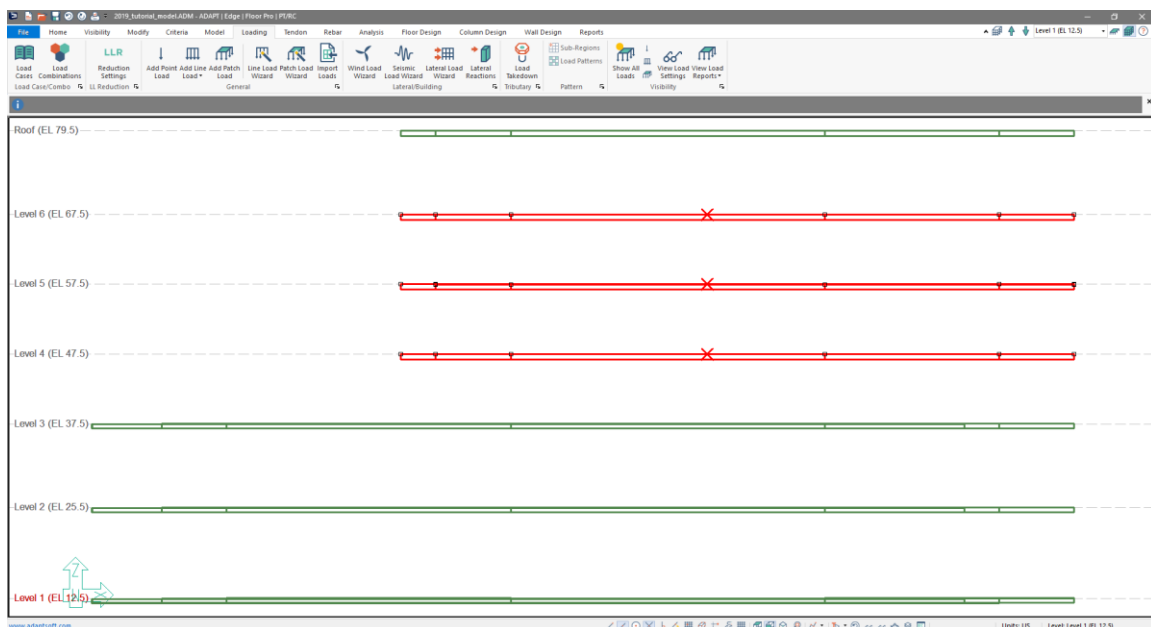 2019_tutorial_model.ADM - ADAPT | Edge | Floor Pro | PT/RC
File Home Visibility Modify Criteria Model Loading Tendon Rebar Analysis Floor Design Column Design Wall Design Reports Level 1 (EL 12.5)
LLR Sub-Regions
Load Patterns
Load Load Reduction Add Point Add Line Add Patch Line Load Patch Load Import Wind Load Seismic Lateral Load Lateral Load Show All View Load View Load
Cases Combinations Settings Load Load Load Wizard Wizard Loads Wizard Load Wizard Wizard Reactions Takedown Loads Settings Reports
Load Case/Combo LL Reduction General Lateral/Building Tributary Pattern Visibility
Roof (EL 79.5)
Level 6 (EL 67.5)
Level 5 (EL 57.5)
Level 4 (EL 47.5)
Level 3 (EL 37.5)
Level 2 (EL 25.5)
Z
Level 1 (EL 12.5)
X
www.adaptsoft.com Units: US Level: Level 1 (EL 12.5)